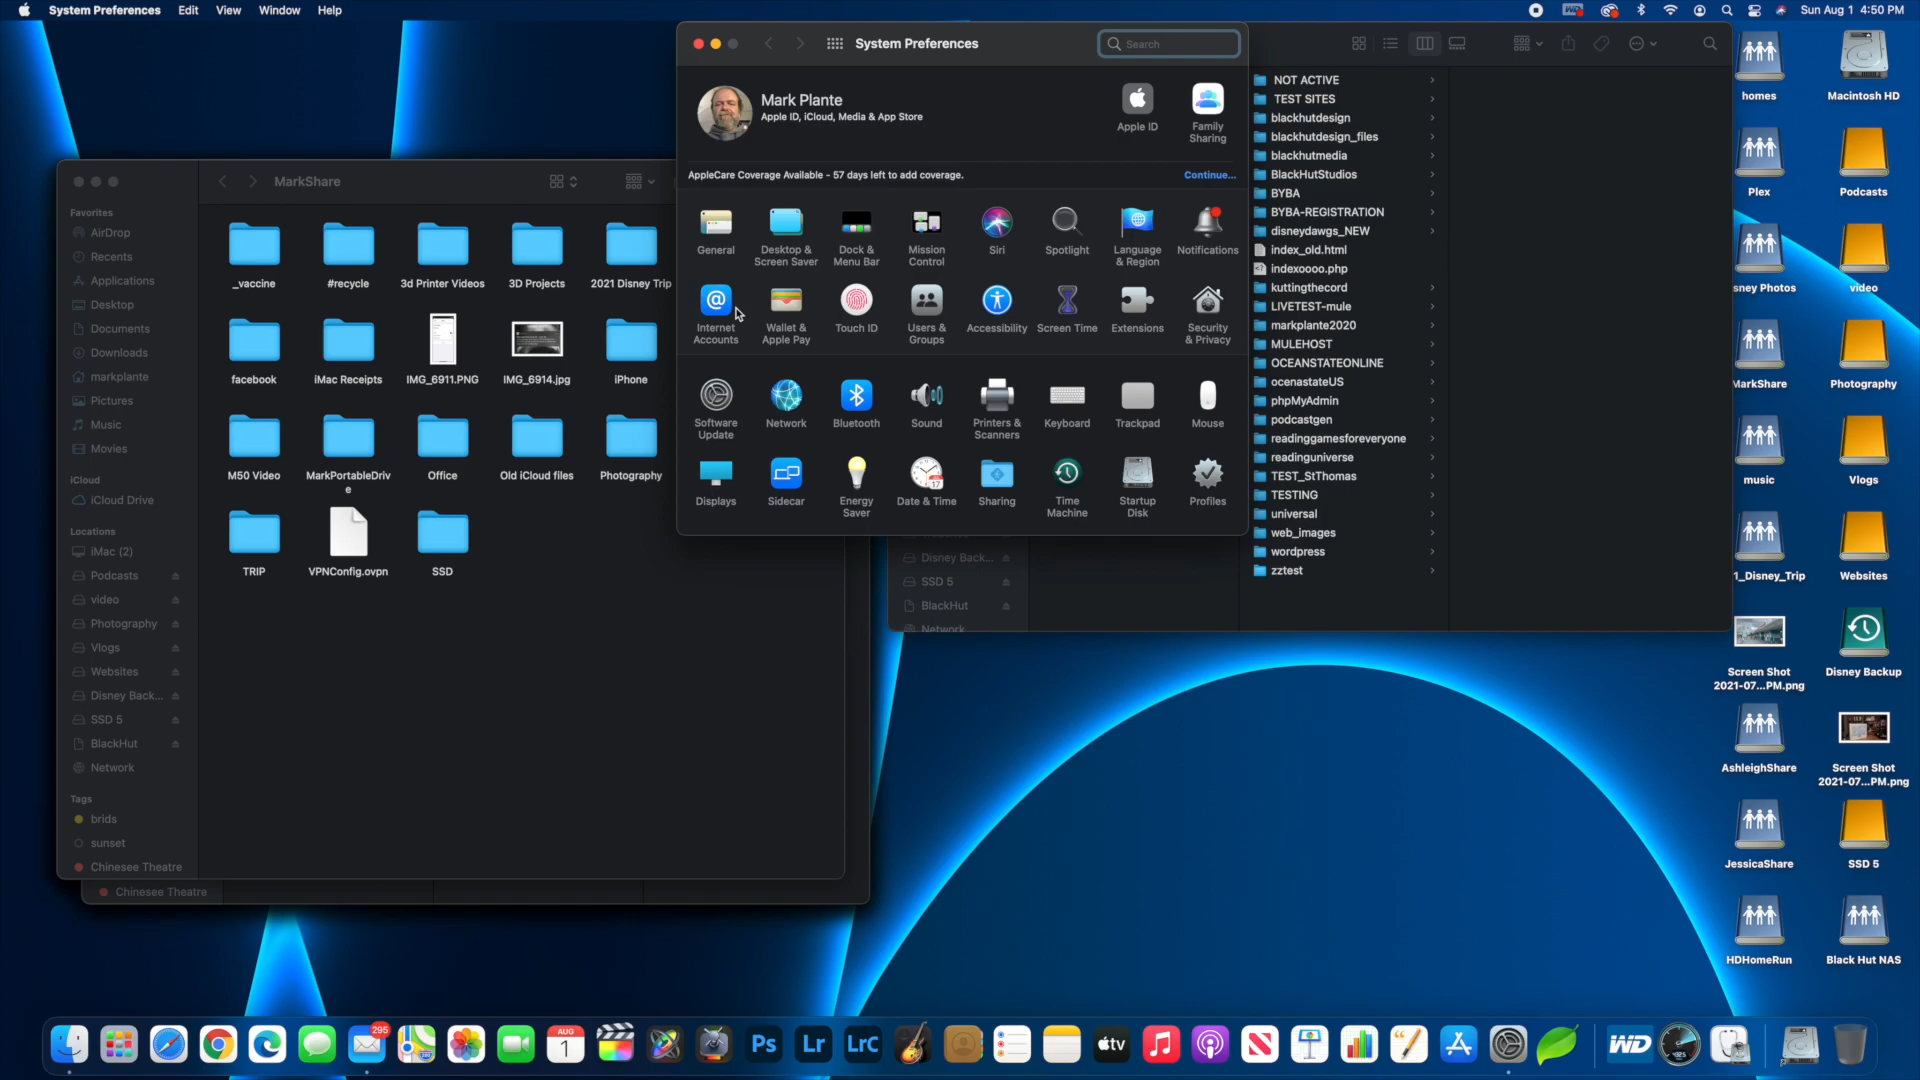 System Preferences Edit View Window Help
Sun Aug 1 4:50 PM
System Preferences
Search
Mark Plante
Apple ID, iCloud, Media & App Store
Apple ID
Family
Sharing
AppleCare Coverage Available - 57 days left to add coverage.
Continue...
General
Desktop &
Screen Saver
Dock &
Menu Bar
Mission
Control
Siri
Spotlight
Language
& Region
Notifications
Internet
Accounts
Wallet &
Apple Pay
Touch ID
Users &
Groups
Accessibility
Screen Time
Extensions
Security
& Privacy
Software
Update
Network
Bluetooth
Sound
Printers &
Scanners
Keyboard
Trackpad
Mouse
Displays
Sidecar
Energy
Saver
Date & Time
Sharing
Time
Machine
Startup
Disk
Profiles
MarkShare
Favorites
AirDrop
Recents
Applications
Desktop
Documents
Downloads
markplante
Pictures
Music
Movies
iCloud
iCloud Drive
Locations
iMac (2)
Podcasts
video
Photography
Vlogs
Websites
Disney Back...
SSD 5
BlackHut
Network
Tags
brids
sunset
Chinesee Theatre
Chinesee Theatre
_vaccine
#recycle
3d Printer Videos
3D Projects
2021 Disney Trip
facebook
iMac Receipts
IMG_6911.PNG
IMG_6914.jpg
iPhone
M50 Video
MarkPortableDriv
e
Office
Old iCloud files
Photography
TRIP
VPNConfig.ovpn
SSD
Disney Back...
SSD 5
BlackHut
Network
NOT ACTIVE
TEST SITES
blackhutdesign
blackhutdesign_files
blackhutmedia
BlackHutStudios
BYBA
BYBA-REGISTRATION
disneydawgs_NEW
index_old.html
indexoooo.php
kuttingthecord
LIVETEST-mule
markplante2020
MULEHOST
OCEANSTATEONLINE
ocenastateUS
phpMyAdmin
podcastgen
readinggamesforeveryone
readinguniverse
TEST_StThomas
TESTING
universal
web_images
wordpress
zztest
homes
Macintosh HD
Plex
Podcasts
sney Photos
video
MarkShare
Photography
music
Vlogs
1_Disney_Trip
Websites
Screen Shot
2021-07...PM.png
Disney Backup
AshleighShare
Screen Shot
2021-07...PM.png
JessicaShare
SSD 5
HDHomeRun
Black Hut NAS
295
AUG
1
Ps
Lr
LrC
tv
WD